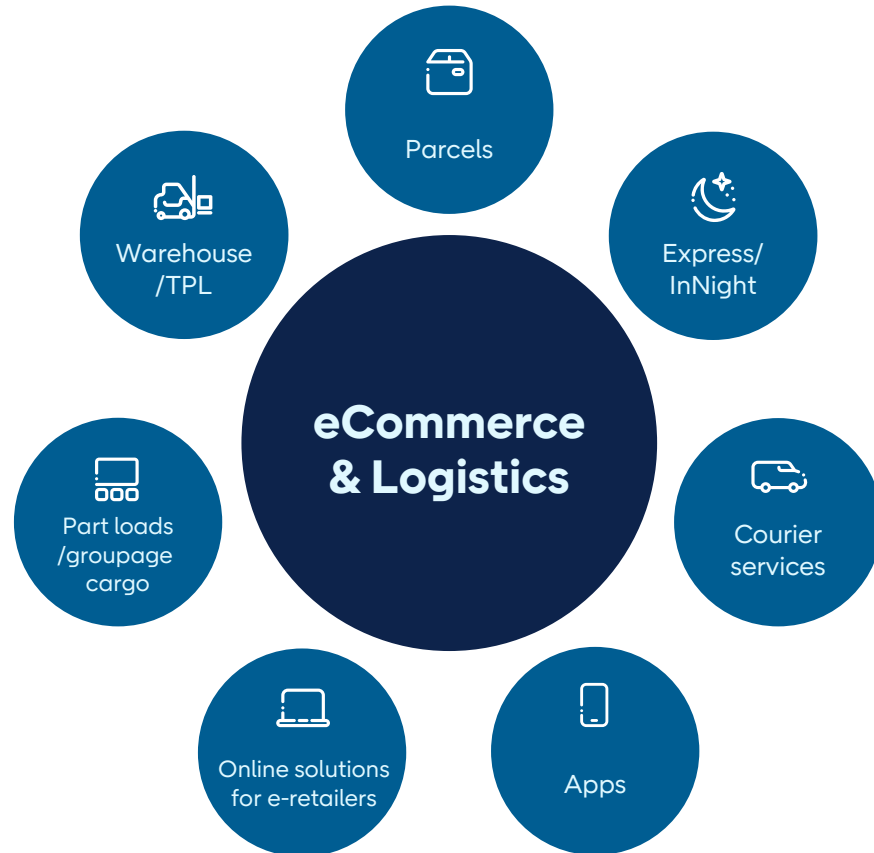 Parcels
Express/
InNight
Warehouse
/TPL
eCommerce
& Logistics
Courier
services
Part loads
/groupage
cargo
Online solutions
for e-retailers
Apps